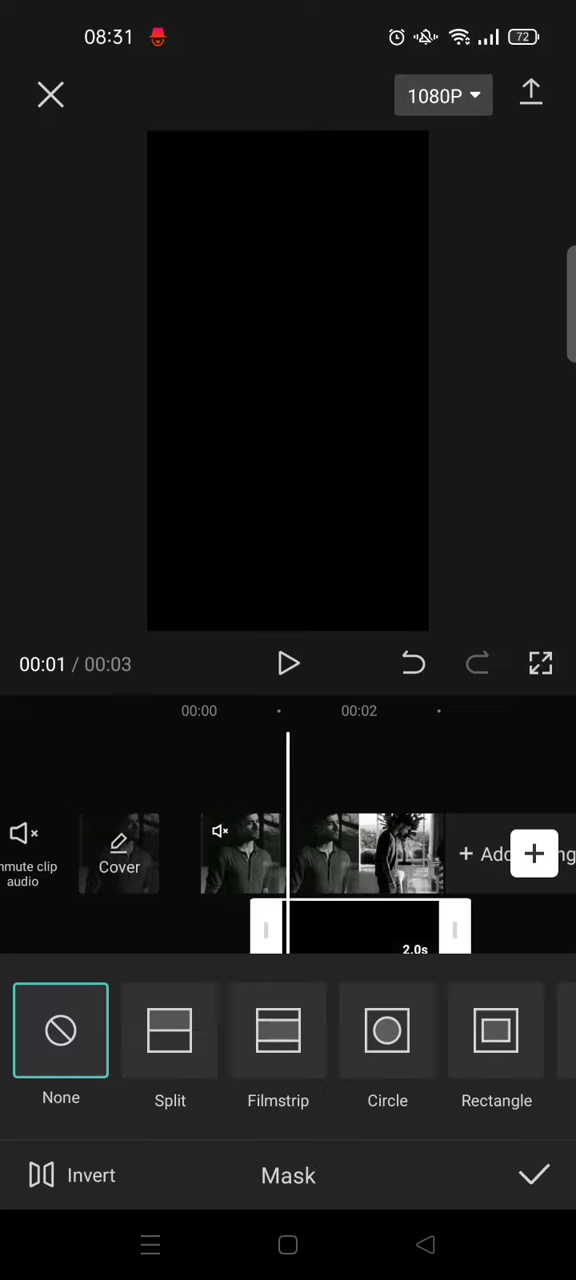 08:31
72
1080P
00:01 / 00:03
00:00
00:02
mute clip
audio
Cover
+ Add
ng
2.0s
None
Split
Filmstrip
Circle
Rectangle
Invert
Mask